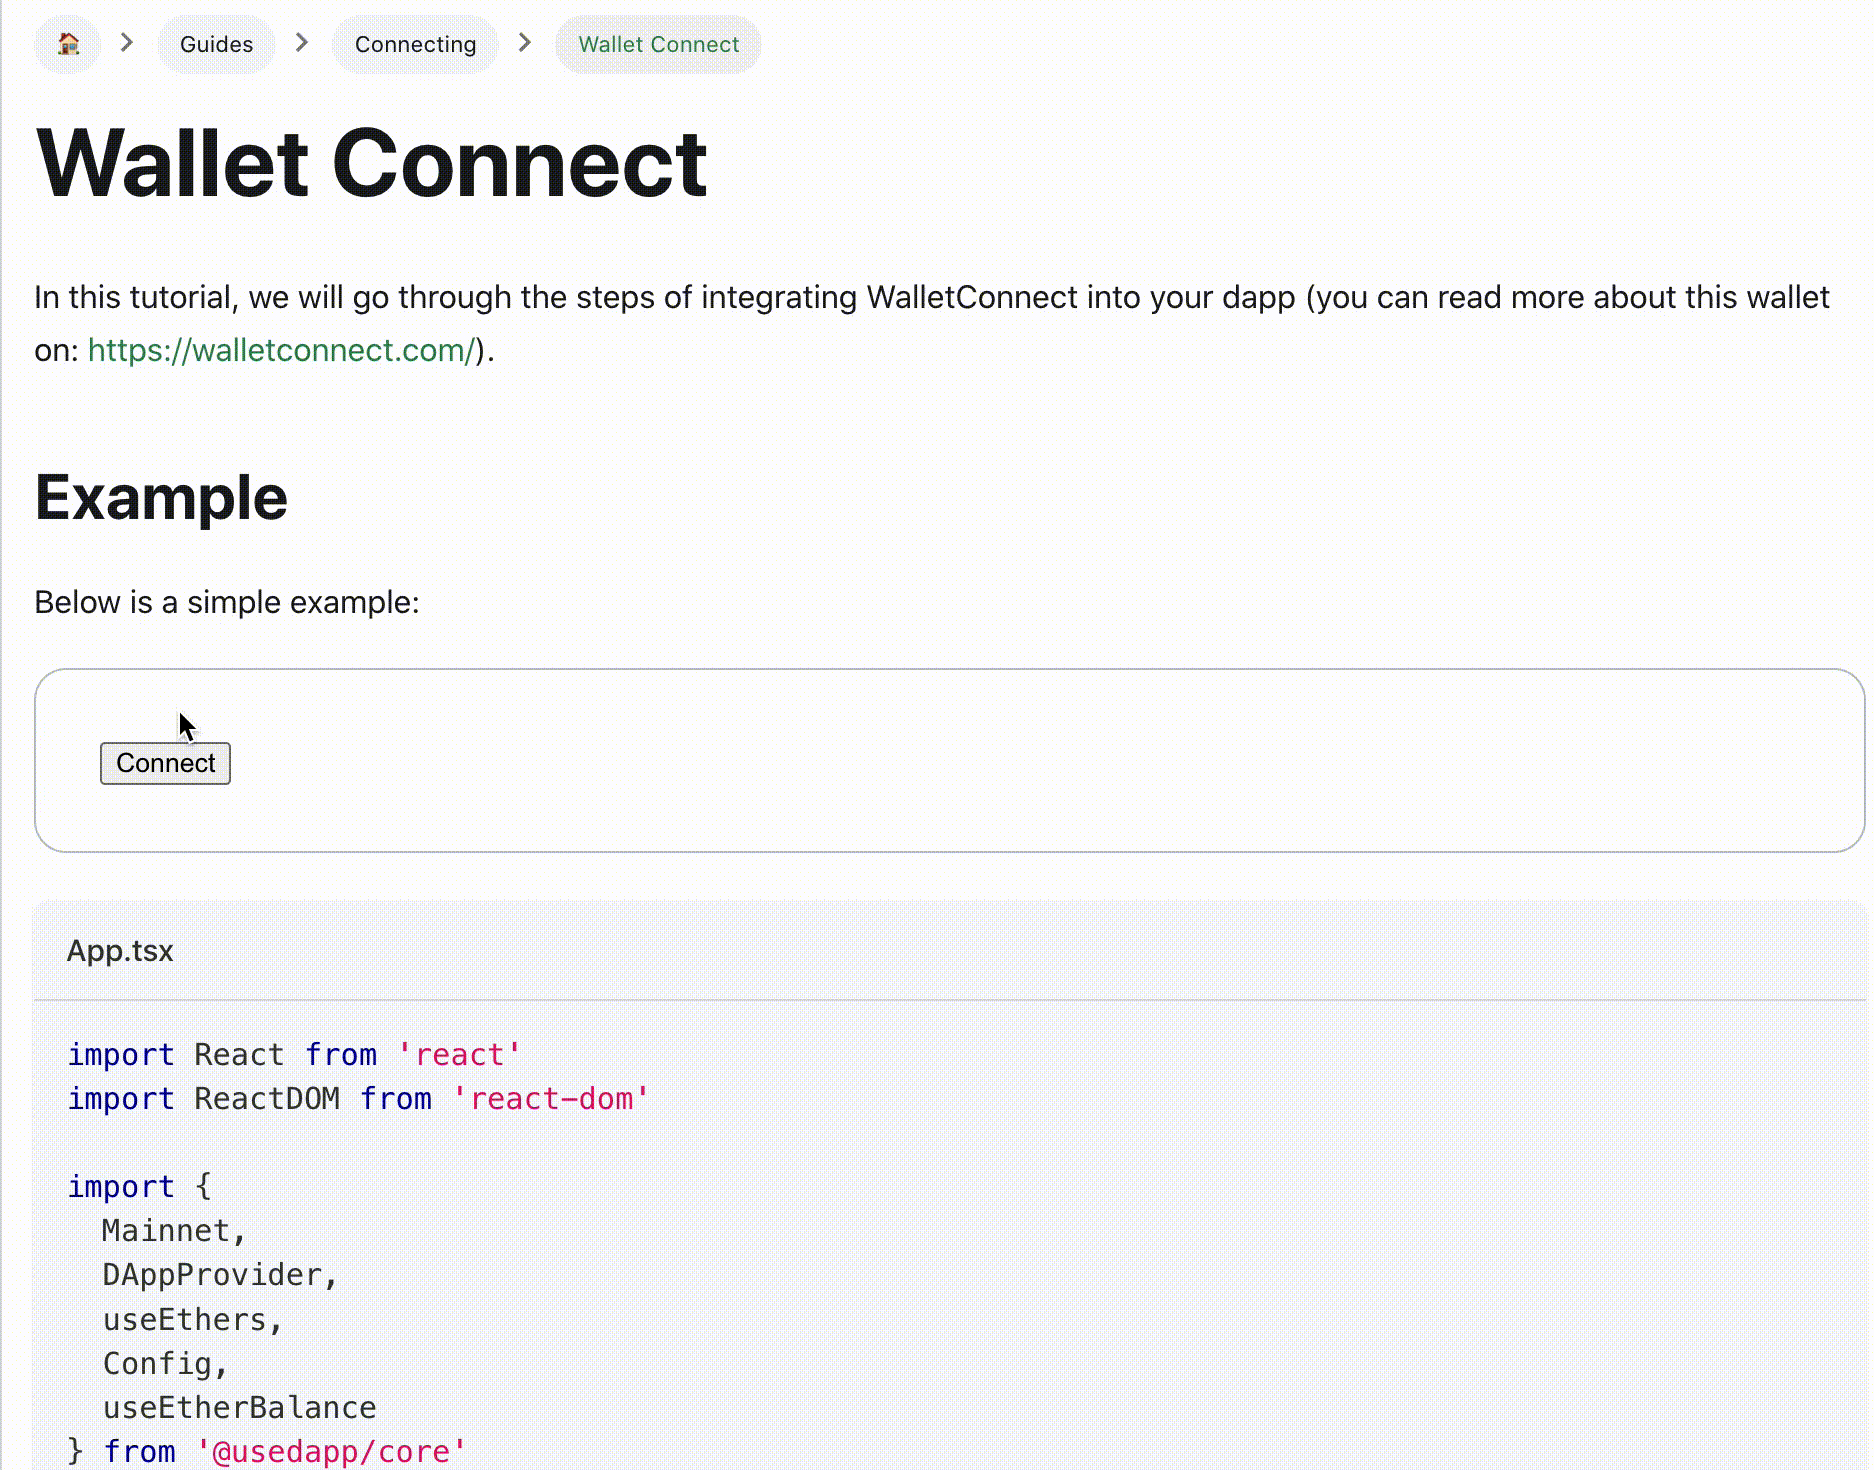 Guides
Connecting
Wallet Connect
Wallet Connect
In this tutorial, we will go through the steps of integrating WalletConnect into your dapp (you can read more about this wallet
on: https://walletconnect.com/).
Example
Below is a simple example:
Connect
App.tsx
import React from 'react'
import ReactDOM from 'react-dom'
import {
  Mainnet,
  DAppProvider,
  useEthers,
  Config,
  useEtherBalance
} from '@usedapp/core'